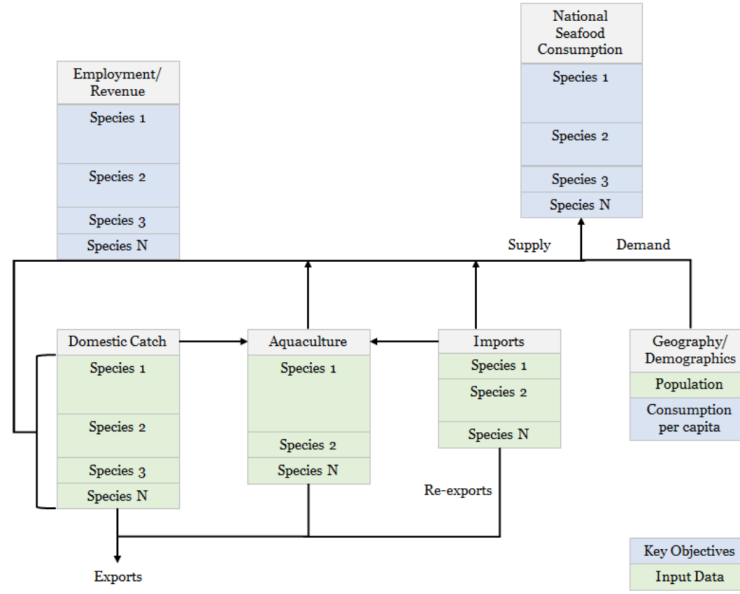 National
Seafood
Consumption
Species 1
Species 2
Species 3
Species N
Employment/
Revenue
Species 1
Species 2
Species 3
Species N
Supply
Demand
Domestic Catch
Species 1
Species 2
Species 3
Species N
Aquaculture
Species 1
Species 2
Species N
Imports
Species 1
Species 2
Species N
Geography/
Demographics
Population
Consumption
per capita
Re-exports
Exports
Key Objectives
Input Data